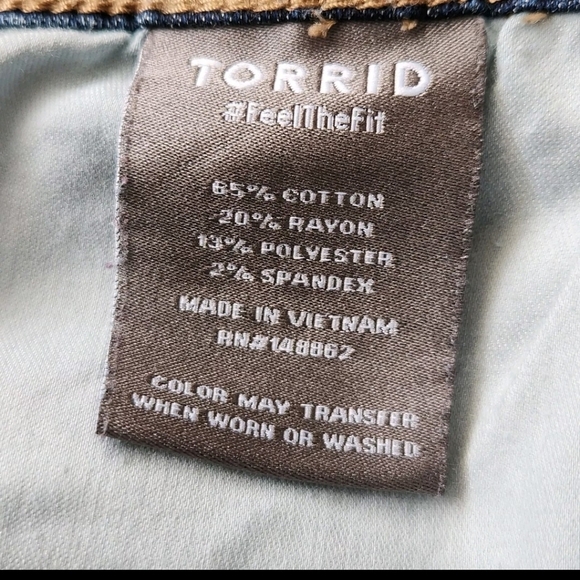 TORRID
#FeelTheFit
65% COTTON
20% RAYON
13% POLYESTER
2% SPANDEX
MADE IN VIETNAM
RN#148862
COLOR MAY TRANSFER
WHEN WORN OR WASHED